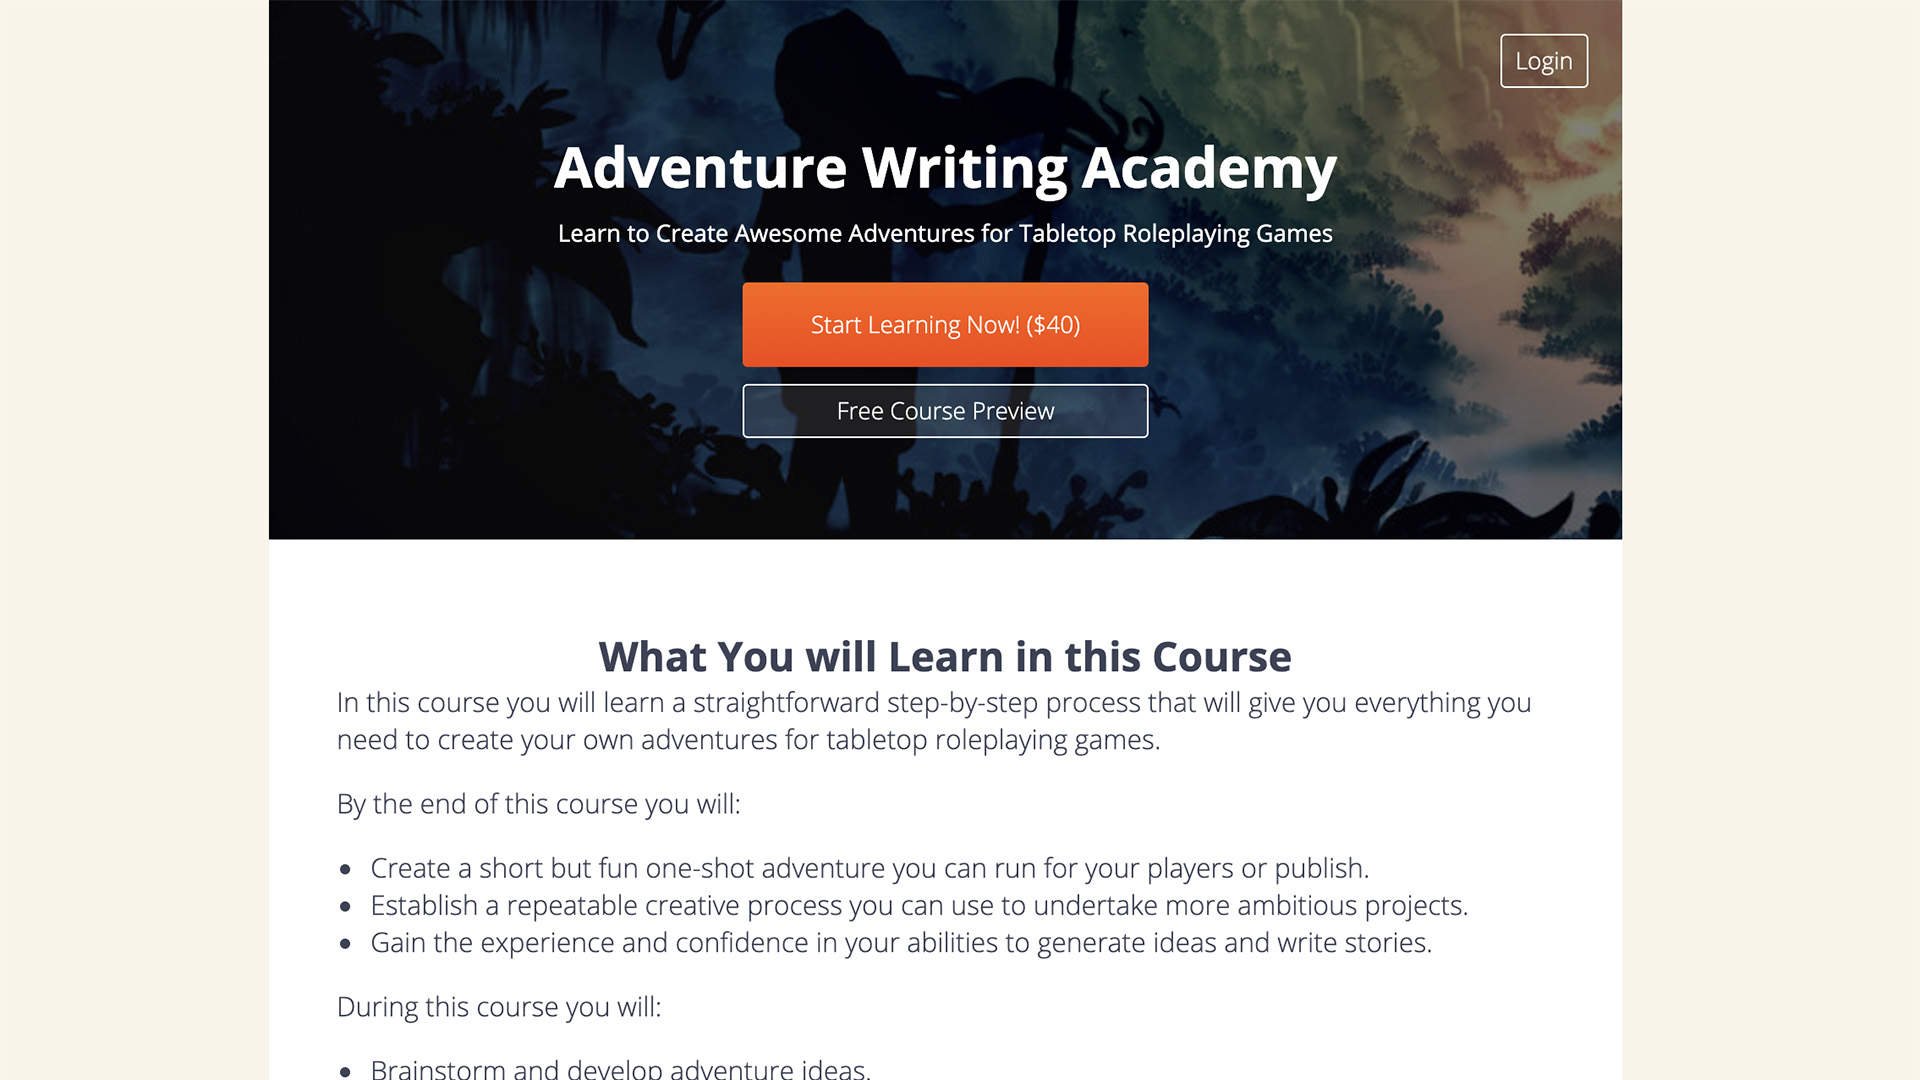 Login
Adventure Writing Academy
Learn to Create Awesome Adventures for Tabletop Roleplaying Games
Start Learning Now! ($40)
Free Course Preview
What You will Learn in this Course
In this course you will learn a straightforward step-by-step process that will give you everything you
need to create your own adventures for tabletop roleplaying games.
By the end of this course you will:
• Create a short but fun one-shot adventure you can run for your players or publish.
• Establish a repeatable creative process you can use to undertake more ambitious projects.
• Gain the experience and confidence in your abilities to generate ideas and write stories.
During this course you will:
• Brainstorm and develop adventure ideas.